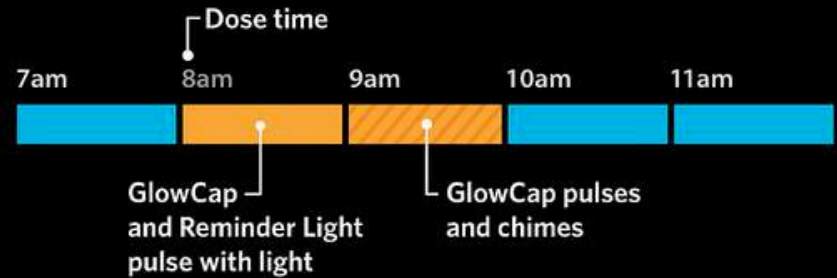 Dose time
7am
8am
9am
10am
11am
GlowCap
and Reminder Light
pulse with light
GlowCap pulses
and chimes